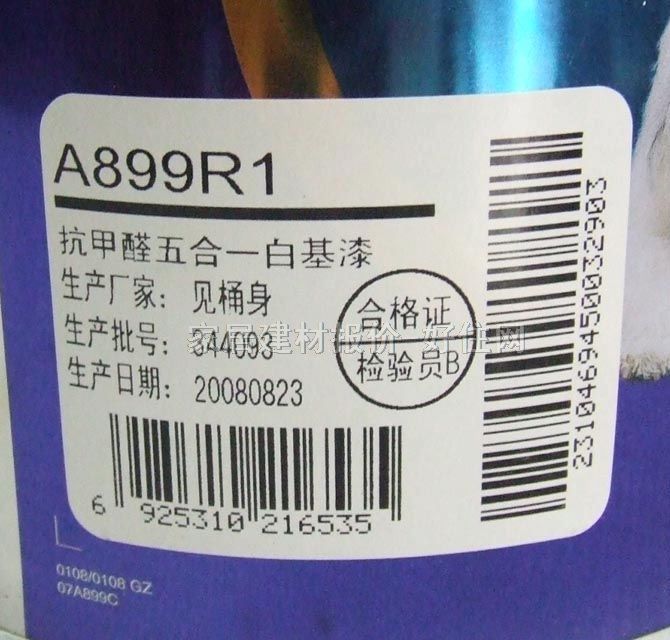 A899R1
抗甲醛五合一白基漆
生产厂家：见桶身
生产批号：344093
生产日期：20080823
合格证
检验员B
6 925310 216535
23104694500329​03
家居建材报价 好住网
0108/0108 GZ
07A899C